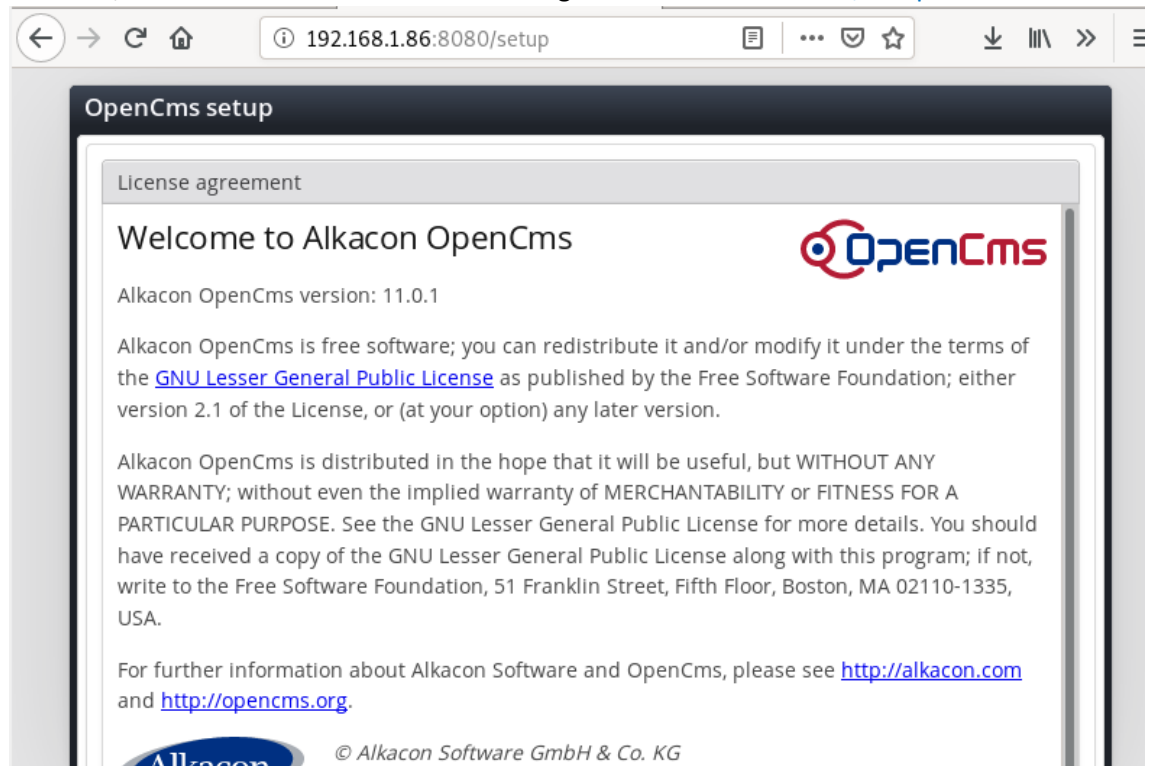 192.168.1.86:8080/setup
OpenCms setup
License agreement
Welcome to Alkacon OpenCms
OpenCms
Alkacon OpenCms version: 11.0.1
Alkacon OpenCms is free software; you can redistribute it and/or modify it under the terms of
the GNU Lesser General Public License as published by the Free Software Foundation; either
version 2.1 of the License, or (at your option) any later version.
Alkacon OpenCms is distributed in the hope that it will be useful, but WITHOUT ANY
WARRANTY; without even the implied warranty of MERCHANTABILITY or FITNESS FOR A
PARTICULAR PURPOSE. See the GNU Lesser General Public License for more details. You should
have received a copy of the GNU Lesser General Public License along with this program; if not,
write to the Free Software Foundation, 51 Franklin Street, Fifth Floor, Boston, MA 02110-1335,
USA.
For further information about Alkacon Software and OpenCms, please see http://alkacon.com
and http://opencms.org.
Alkacon
© Alkacon Software GmbH & Co. KG